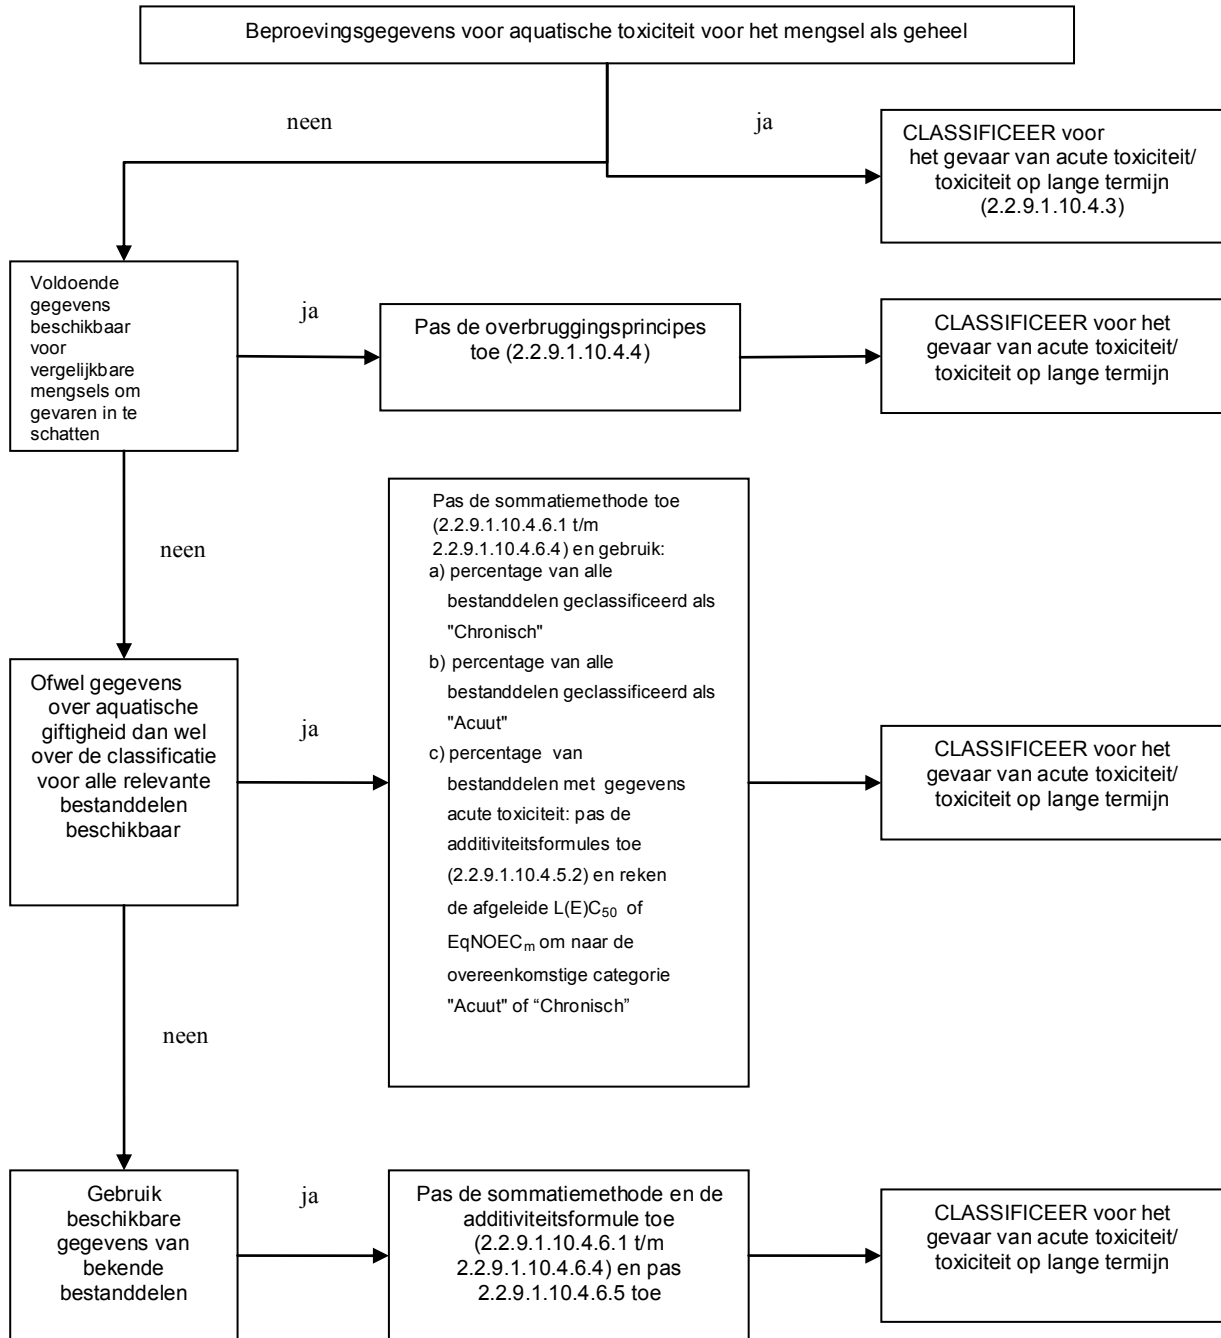 Beproevingsgegevens voor aquatische toxiciteit voor het mengsel als geheel
neen
ja
CLASSIFICEER voor
het gevaar van acute toxiciteit/
toxiciteit op lange termijn
(2.2.9.1.10.4.3)
Voldoende
gegevens
beschikbaar
voor
vergelijkbare
mengsels om
gevaren in te
schatten
ja
Pas de overbruggingsprincipes
toe (2.2.9.1.10.4.4)
CLASSIFICEER voor het
gevaar van acute toxiciteit/
toxiciteit op lange termijn
neen
Ofwel gegevens
over aquatische
giftigheid dan wel
over de classificatie
voor alle relevante
bestanddelen
beschikbaar
ja
Pas de sommatiemethode toe
(2.2.9.1.10.4.6.1 t/m
2.2.9.1.10.4.6.4) en gebruik:
a) percentage van alle
bestanddelen geclassificeerd als
"Chronisch"
b) percentage van alle
bestanddelen geclassificeerd als
"Acuut"
c) percentage van
bestanddelen met gegevens
acute toxiciteit: pas de
additiviteitsformules toe
(2.2.9.1.10.4.5.2) en reken
de afgeleide L(E)C₅₀ of
EqNOECₘ om naar de
overeenkomstige categorie
"Acuut" of “Chronisch”
CLASSIFICEER voor het
gevaar van acute toxiciteit/
toxiciteit op lange termijn
neen
Gebruik
beschikbare
gegevens van
bekende
bestanddelen
ja
Pas de sommatiemethode en de
additiviteitsformule toe
(2.2.9.1.10.4.6.1 t/m
2.2.9.1.10.4.6.4) en pas
2.2.9.1.10.4.6.5 toe
CLASSIFICEER voor het
gevaar van acute toxiciteit/
toxiciteit op lange termijn